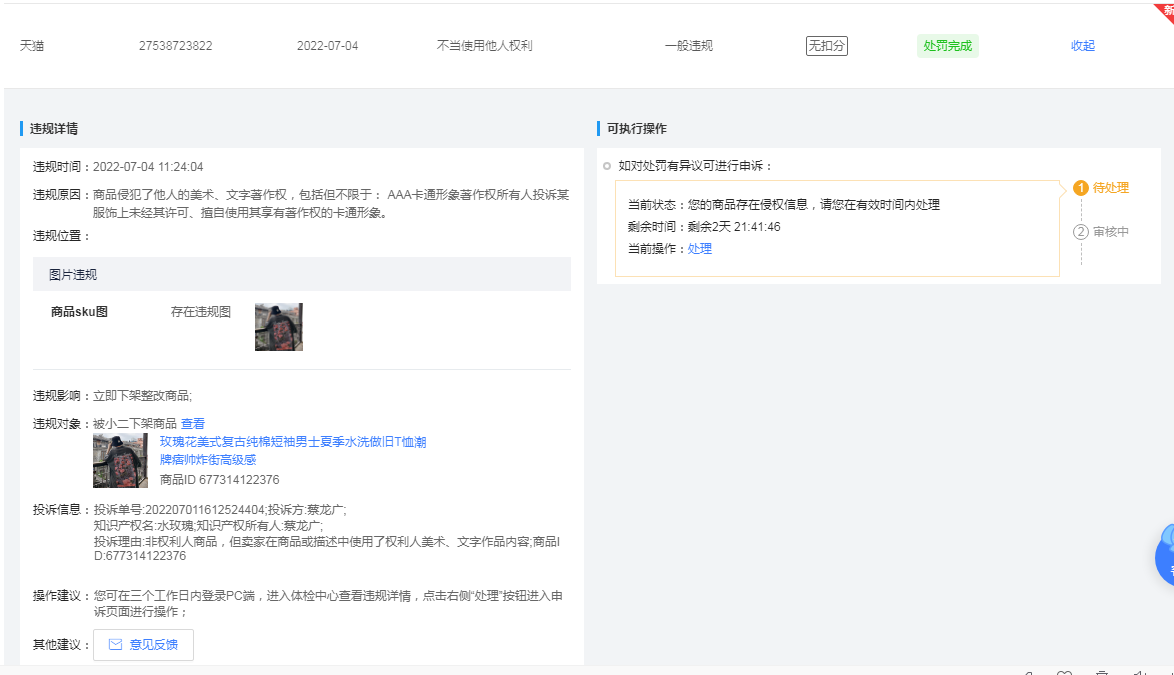 新
天猫 27538723822 2022-07-04 不当使用他人权利 一般违规 无扣分 处罚完成 收起
违规详情
违规时间：2022-07-04 11:24:04
违规原因：商品侵犯了他人的美术、文字著作权，包括但不限于： AAA卡通形象著作权所有人投诉某
服饰上未经其许可、擅自使用其享有著作权的卡通形象。
违规位置：
图片违规
商品sku图 存在违规图
违规影响：立即下架整改商品;
违规对象：被小二下架商品 查看
玫瑰花美式复古纯棉短袖男士夏季水洗做旧T恤潮
牌痞帅炸街高级感
商品ID 677314122376
投诉信息：投诉单号:202207011612524404;投诉方:蔡龙广;
知识产权名:水玫瑰;知识产权所有人:蔡龙广;
投诉理由:非权利人商品，但卖家在商品或描述中使用了权利人美术、文字作品内容;商品I
D:677314122376
操作建议：您可在三个工作日内登录PC端，进入体检中心查看违规详情，点击右侧“处理”按钮进入申
诉页面进行操作；
其他建议： 意见反馈
可执行操作
如对处罚有异议可进行申诉：
当前状态：您的商品存在侵权信息，请您在有效时间内处理
剩余时间：剩余2天 21:41:46
当前操作：处理
1 待处理
2 审核中